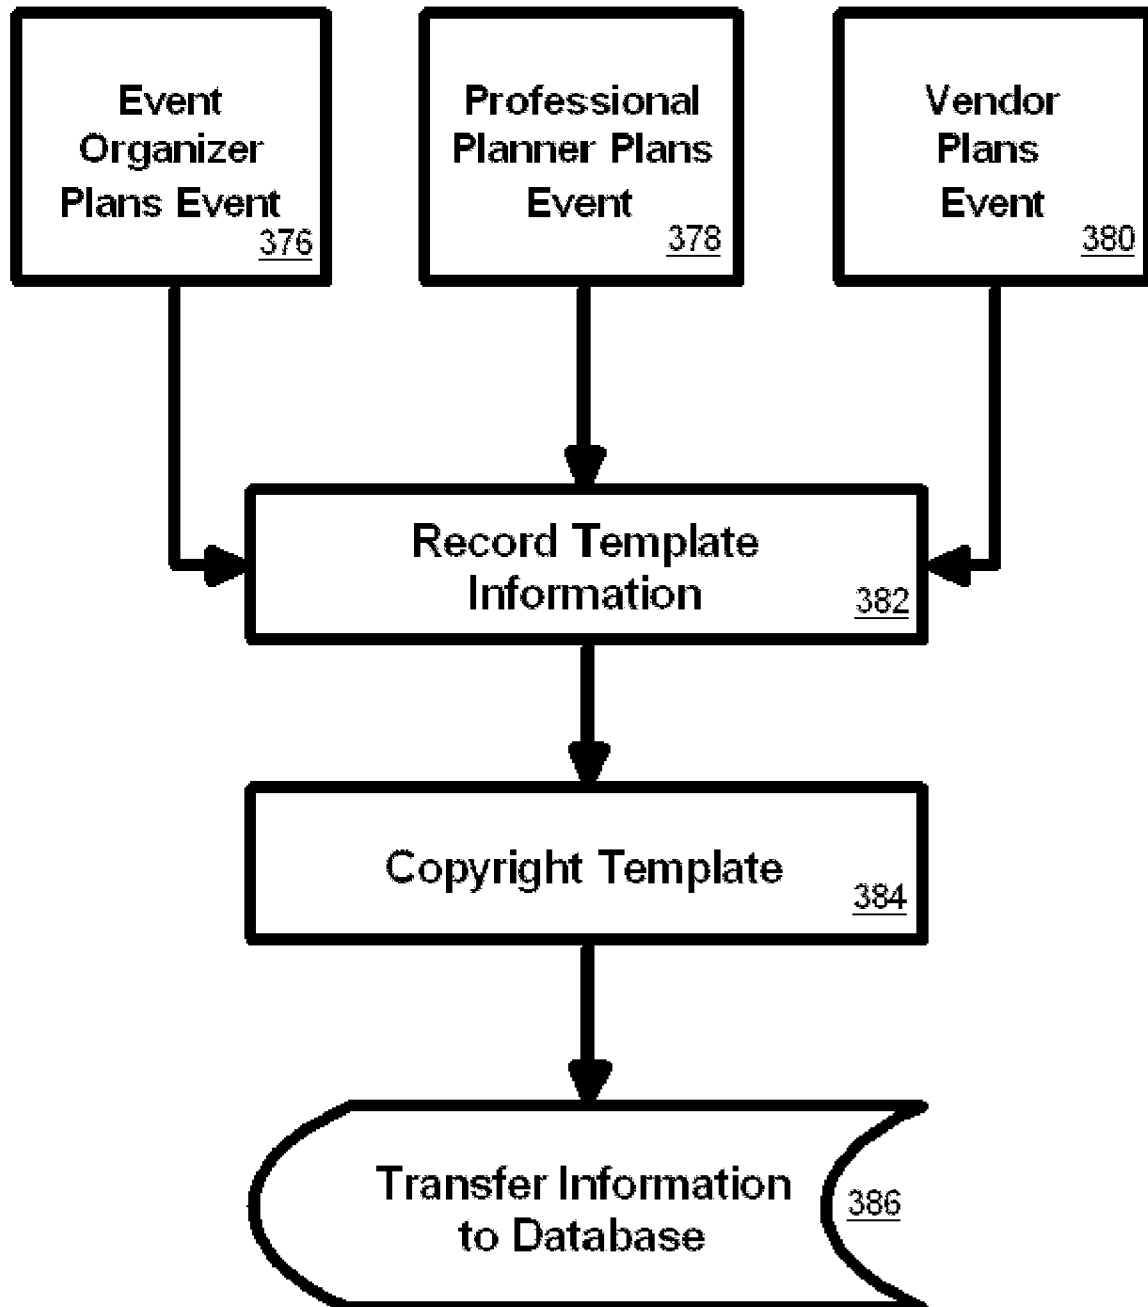 Event
Organizer
Plans Event
376
Professional
Planner Plans
Event
378
Vendor
Plans
Event
380
Record Template
Information
382
Copyright Template
384
Transfer Information
to Database
386